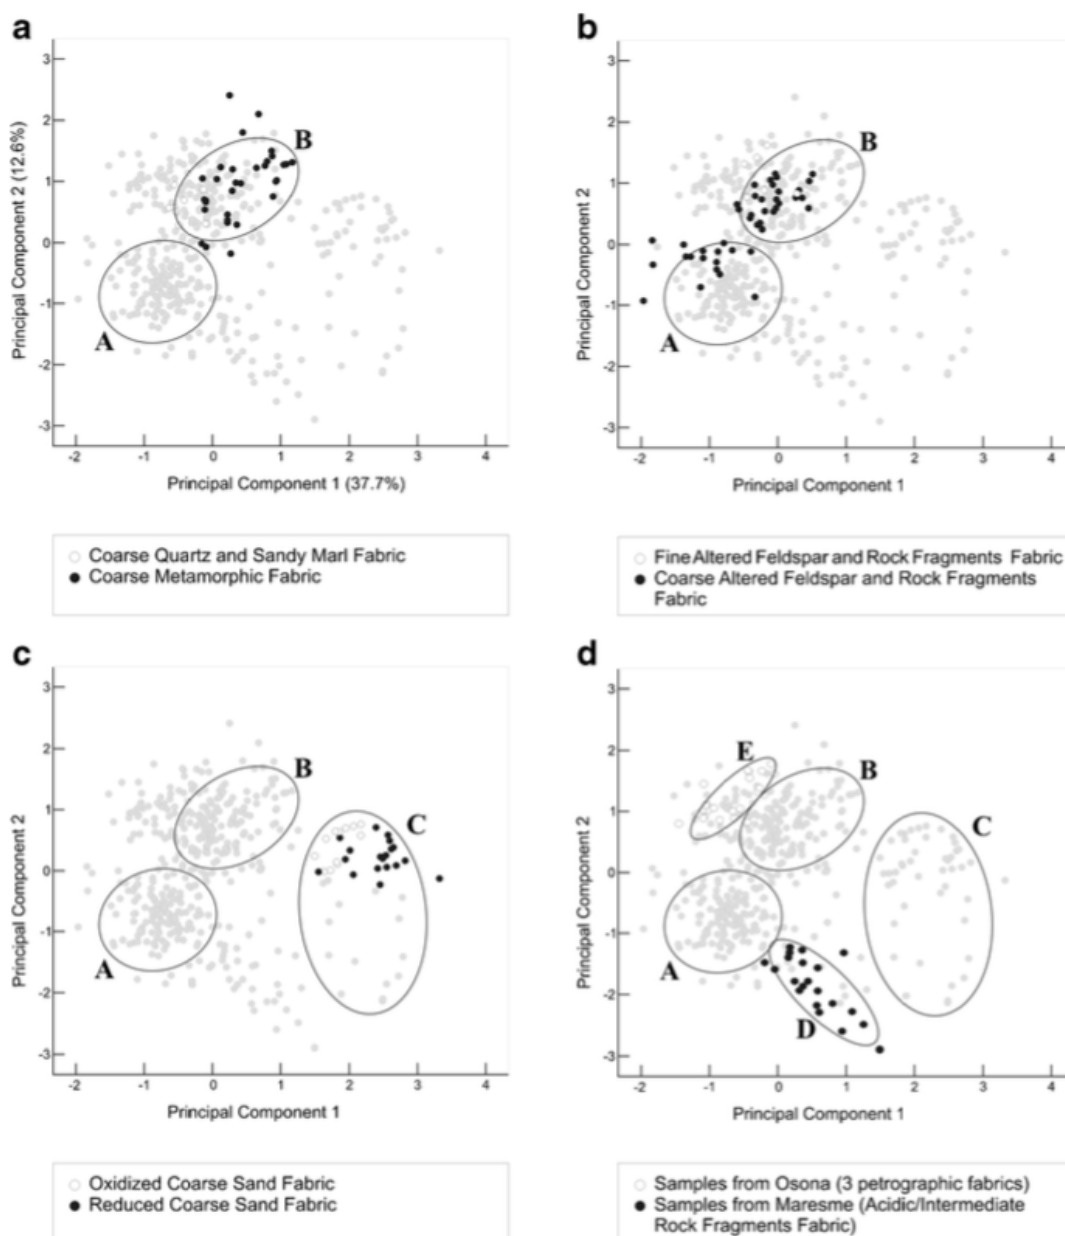 a
3
2
1
0
-1
-2
-3
Principal Component 2 (12.6%)
B
A
-2 -1 0 1 2 3 4
Principal Component 1 (37.7%)
Coarse Quartz and Sandy Marl Fabric
Coarse Metamorphic Fabric
b
3
2
1
0
-1
-2
-3
Principal Component 2
B
A
-2 -1 0 1 2 3 4
Principal Component 1
Fine Altered Feldspar and Rock Fragments Fabric
Coarse Altered Feldspar and Rock Fragments
Fabric
c
3
2
1
0
-1
-2
-3
Principal Component 2
B
C
A
-2 -1 0 1 2 3 4
Principal Component 1
Oxidized Coarse Sand Fabric
Reduced Coarse Sand Fabric
d
3
2
1
0
-1
-2
-3
Principal Component 2
E
B
C
A
D
-2 -1 0 1 2 3 4
Principal Component 1
Samples from Osona (3 petrographic fabrics)
Samples from Maresme (Acidic/Intermediate
Rock Fragments Fabric)